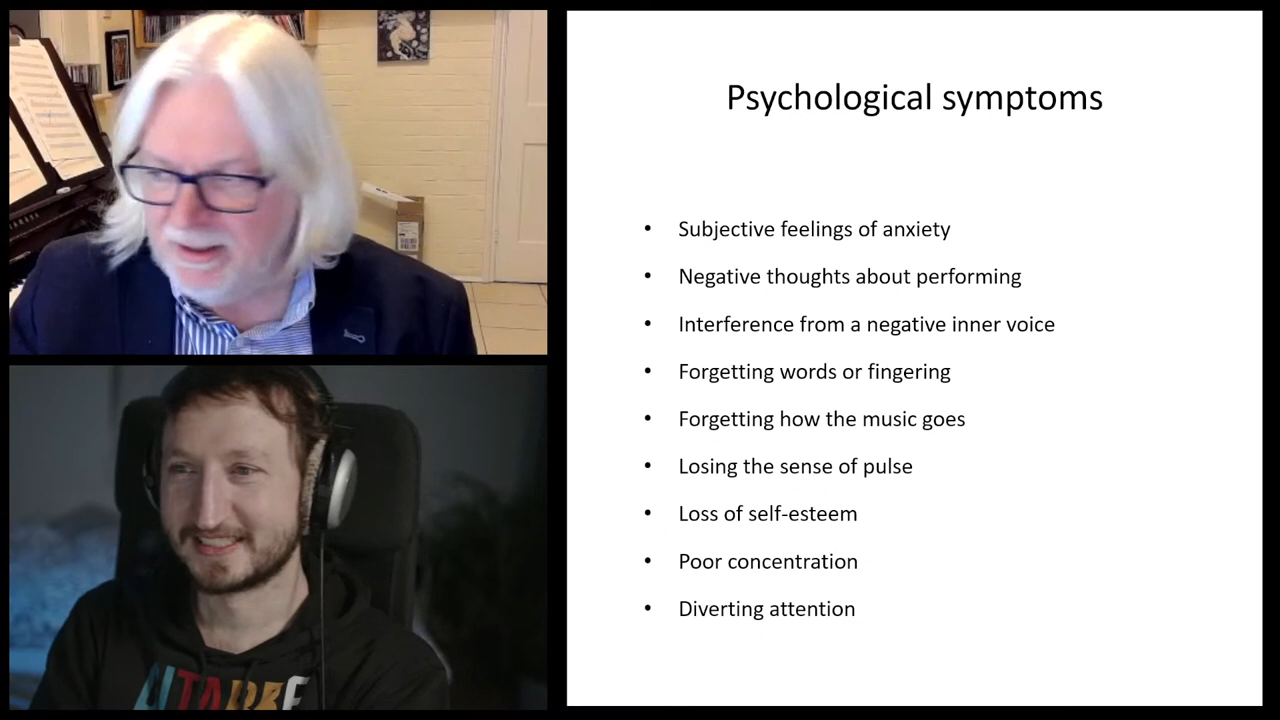 Psychological symptoms
• Subjective feelings of anxiety
• Negative thoughts about performing
• Interference from a negative inner voice
• Forgetting words or fingering
• Forgetting how the music goes
• Losing the sense of pulse
• Loss of self-esteem
• Poor concentration
• Diverting attention
YAMAHA